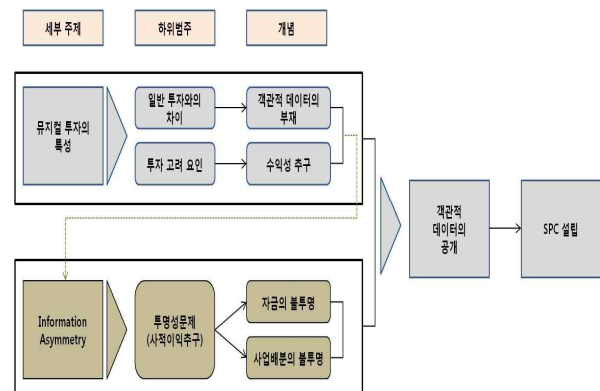 세부 주제
하위범주
개념
뮤지컬 투자의
특성
일반 투자와의
차이
객관적 데이터의
부재
투자 고려 요인
수익성 추구
객관적
데이터의
공개
SPC 설립
Information
Asymmetry
투명성문제
(사적이익추구)
자금의 불투명
사업배분의 불투명